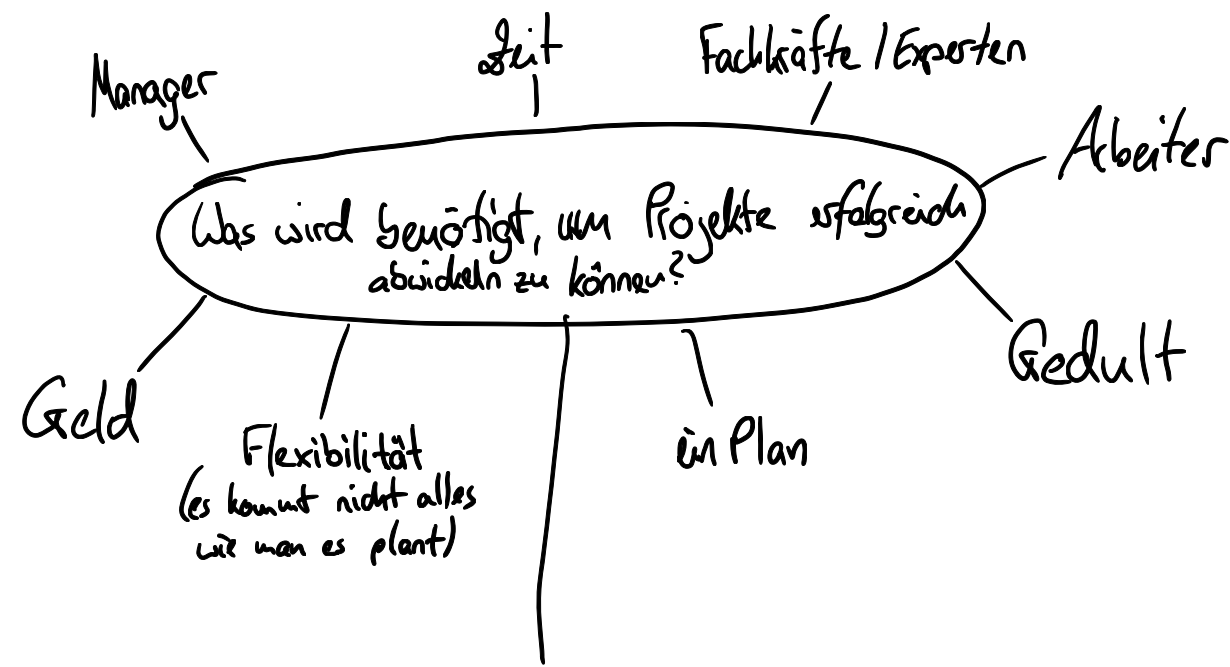 Manager
Zeit
Fachkräfte / Experten
Arbeiter
Was wird benötigt, um Projekte erfolgreich
abwickeln zu können?
Gedult
Geld
Flexibilität
(es kommt nicht alles
wie man es plant)
ein Plan